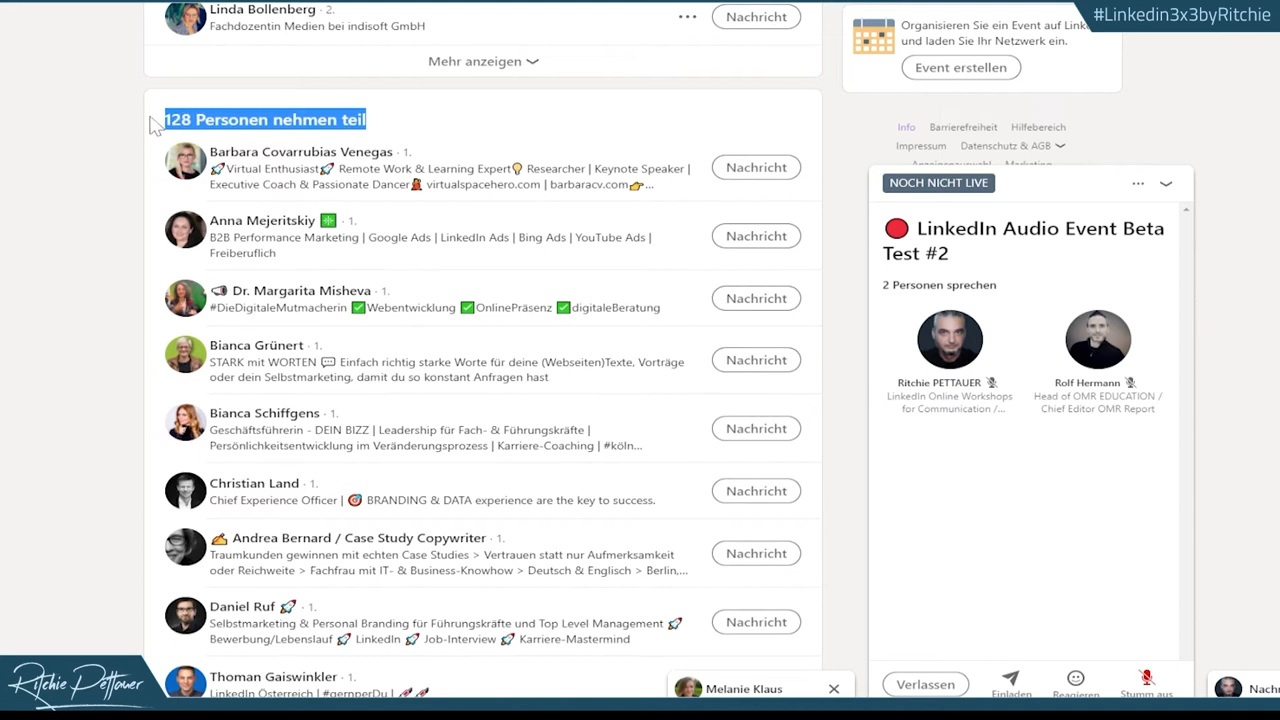 #Linkedin3x3byRitchie
Linda Bollenberg · 2.
Fachdozentin Medien bei indisoft GmbH
Nachricht
Mehr anzeigen
128 Personen nehmen teil
Barbara Covarrubias Venegas · 1.
🚀Virtual Enthusiast🚀 Remote Work & Learning Expert💡 Researcher | Keynote Speaker |
Executive Coach & Passionate Dancer💃 virtualspacehero.com | barbaracv.com👉...
Nachricht
Anna Mejeritskiy ✳️ · 1.
B2B Performance Marketing | Google Ads | LinkedIn Ads | Bing Ads | YouTube Ads |
Freiberuflich
Nachricht
📢 Dr. Margarita Misheva · 1.
#DieDigitaleMutmacherin ✅Webentwicklung ✅OnlinePräsenz ✅digitaleBeratung
Nachricht
Bianca Grünert · 1.
STARK mit WORTEN 💬 Einfach richtig starke Worte für deine (Webseiten)Texte, Vorträge
oder dein Selbstmarketing, damit du so konstant Anfragen hast
Nachricht
Bianca Schiffgens · 1.
Geschäftsführerin - DEIN BIZZ | Leadership für Fach- & Führungskräfte |
Persönlichkeitsentwicklung im Veränderungsprozess | Karriere-Coaching | #köln...
Nachricht
Christian Land · 1.
Chief Experience Officer | 🎯 BRANDING & DATA experience are the key to success.
Nachricht
✍️ Andrea Bernard / Case Study Copywriter · 1.
Traumkunden gewinnen mit echten Case Studies > Vertrauen statt nur Aufmerksamkeit
oder Reichweite > Fachfrau mit IT- & Business-Knowhow > Deutsch & Englisch > Berlin,...
Nachricht
Daniel Ruf 🚀 · 1.
Selbstmarketing & Personal Branding für Führungskräfte und Top Level Management 🚀
Bewerbung/Lebenslauf 🚀 LinkedIn 🚀 Job-Interview 🚀 Karriere-Mastermind
Nachricht
Thoman Gaiswinkler · 1.
LinkedIn Österreich | #gernperDu | 🚀🚀
Organisieren Sie ein Event auf Linke
und laden Sie Ihr Netzwerk ein.
Event erstellen
Info Barrierefreiheit Hilfebereich
Impressum Datenschutz & AGB
Anzeigenauswahl Marketing
NOCH NICHT LIVE
🔴 LinkedIn Audio Event Beta
Test #2
2 Personen sprechen
Ritchie PETTAUER
LinkedIn Online Workshops
for Communication /...
Rolf Hermann
Head of OMR EDUCATION /
Chief Editor OMR Report
Verlassen
Einladen
Reagieren
Stumm aus
Melanie Klaus
Nachr
Ritchie Pettauer